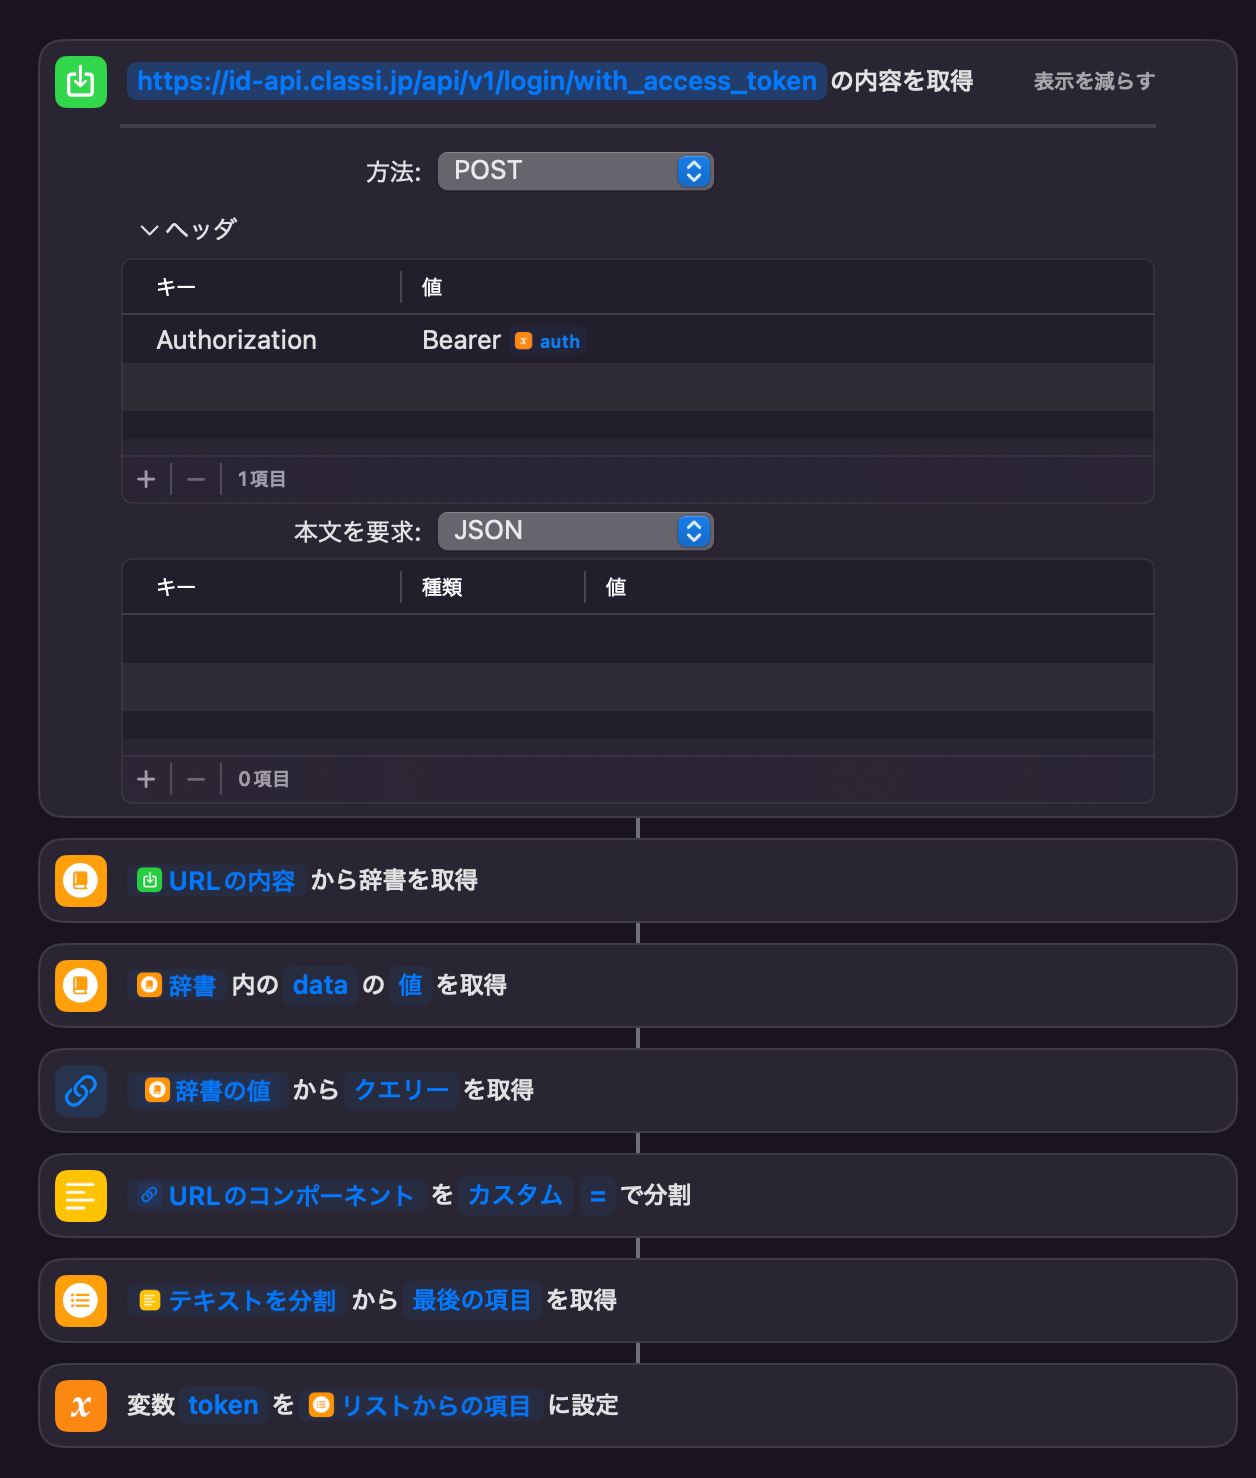 https://id-api.classi.jp/api/v1/login/with_access_token の内容を取得 表示を減らす
方法: POST
ヘッダ
キー 値
Authorization Bearer auth
1項目
本文を要求: JSON
キー 種類 値
0項目
URLの内容 から辞書を取得
辞書 内の data の 値 を取得
辞書の値 から クエリー を取得
URLのコンポーネント を カスタム = で分割
テキストを分割 から 最後の項目 を取得
変数 token を リストからの項目 に設定